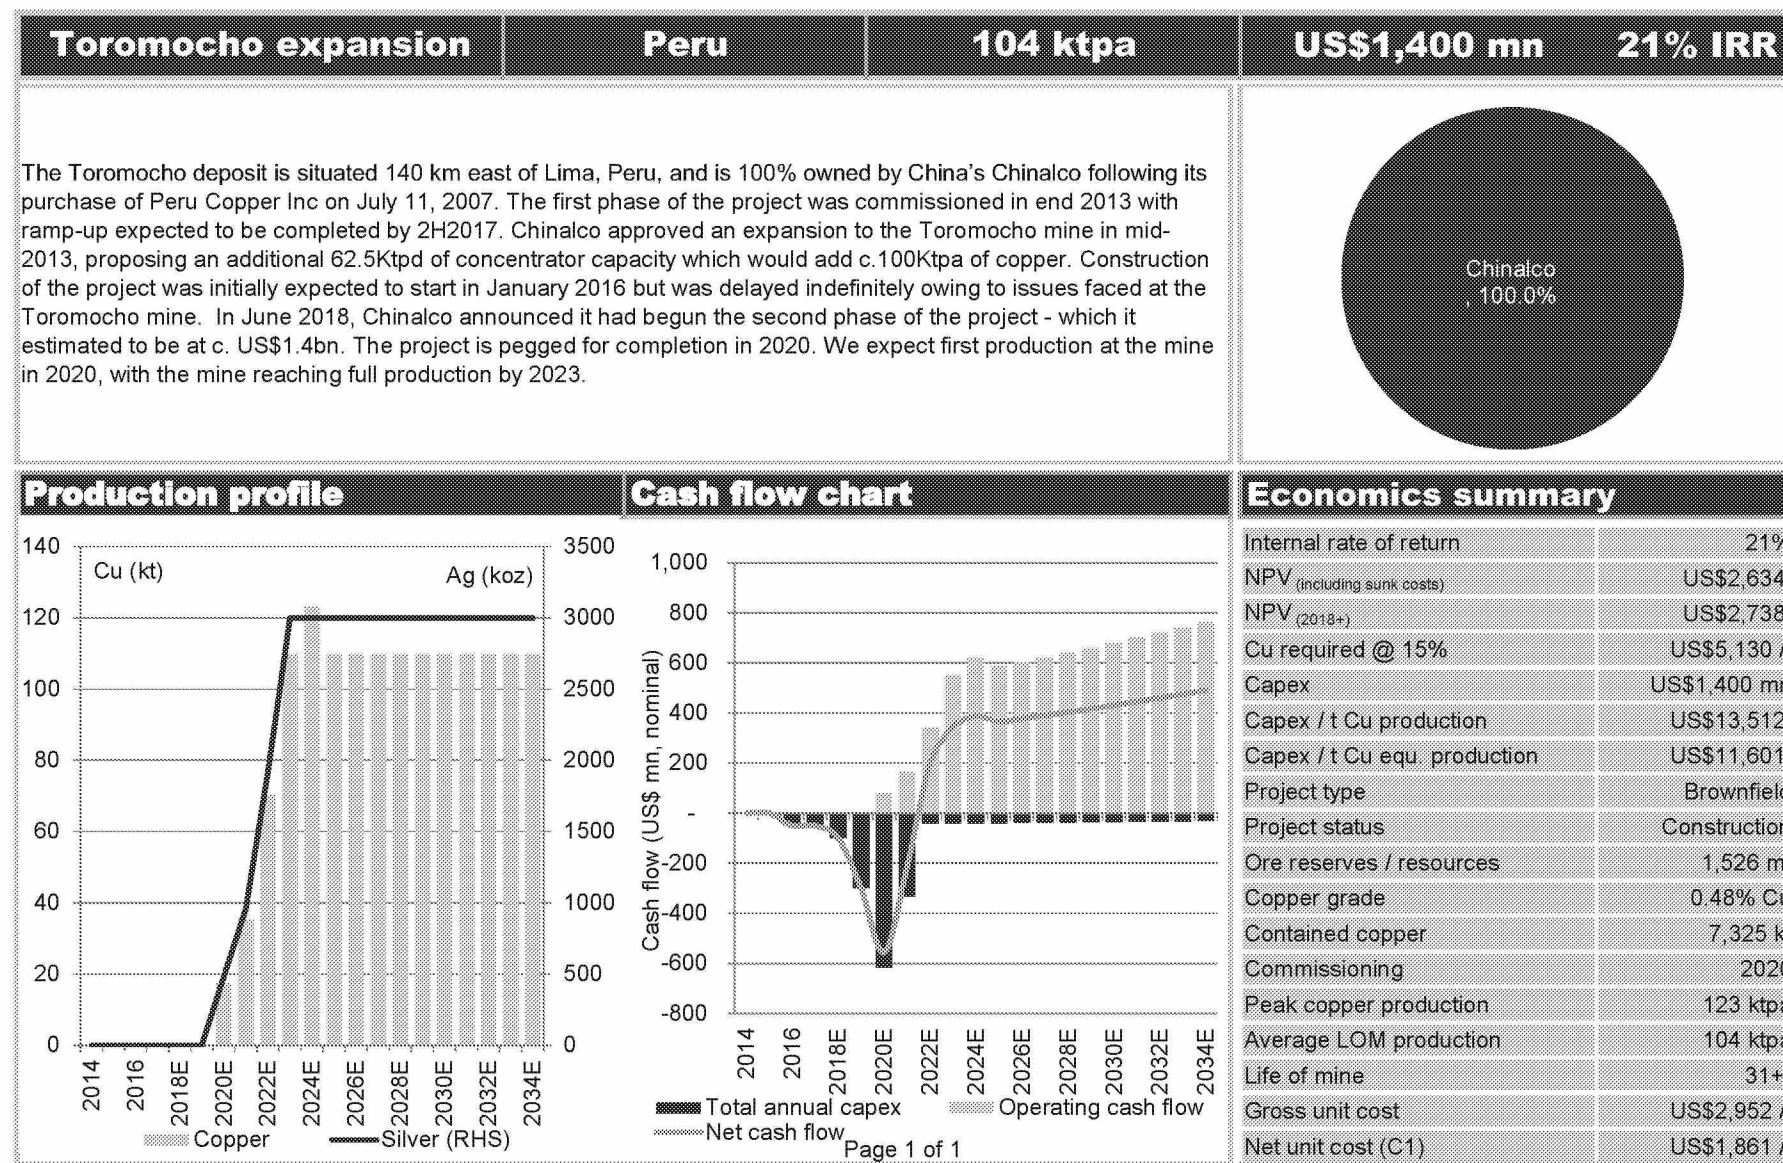 Toromocho expansion Peru 104 ktpa US$1,400 mn 21% IRR
The Toromocho deposit is situated 140 km east of Lima, Peru, and is 100% owned by China's Chinalco following its
purchase of Peru Copper Inc on July 11, 2007. The first phase of the project was commissioned in end 2013 with
ramp-up expected to be completed by 2H2017. Chinalco approved an expansion to the Toromocho mine in mid-
2013, proposing an additional 62.5Ktpd of concentrator capacity which would add c.100Ktpa of copper. Construction
of the project was initially expected to start in January 2016 but was delayed indefinitely owing to issues faced at the
Toromocho mine.  In June 2018, Chinalco announced it had begun the second phase of the project - which it
estimated to be at c. US$1.4bn. The project is pegged for completion in 2020. We expect first production at the mine
in 2020, with the mine reaching full production by 2023.
Chinalco
, 100.0%
Production profile
140
120
100
80
60
40
20
0
Cu (kt)
Ag (koz)
3500
3000
2500
2000
1500
1000
500
0
2014
2016
2018E
2020E
2022E
2024E
2026E
2028E
2030E
2032E
2034E
Copper
Silver (RHS)
Cash flow chart
Cash flow (US$ mn, nominal)
1,000
800
600
400
200
-
-200
-400
-600
-800
2014
2016
2018E
2020E
2022E
2024E
2026E
2028E
2030E
2032E
2034E
Total annual capex
Operating cash flow
Net cash flow
Economics summary
Internal rate of return 21%
NPV (including sunk costs) US$2,634
NPV (2018+) US$2,738
Cu required @ 15% US$5,130 /
Capex US$1,400 mn
Capex / t Cu production US$13,512
Capex / t Cu equ. production US$11,601
Project type Brownfield
Project status Construction
Ore reserves / resources 1,526 m
Copper grade 0.48% Cu
Contained copper 7,325 k
Commissioning 2020
Peak copper production 123 ktpa
Average LOM production 104 ktpa
Life of mine 31+
Gross unit cost US$2,952 /
Net unit cost (C1) US$1,861 /
Page 1 of 1